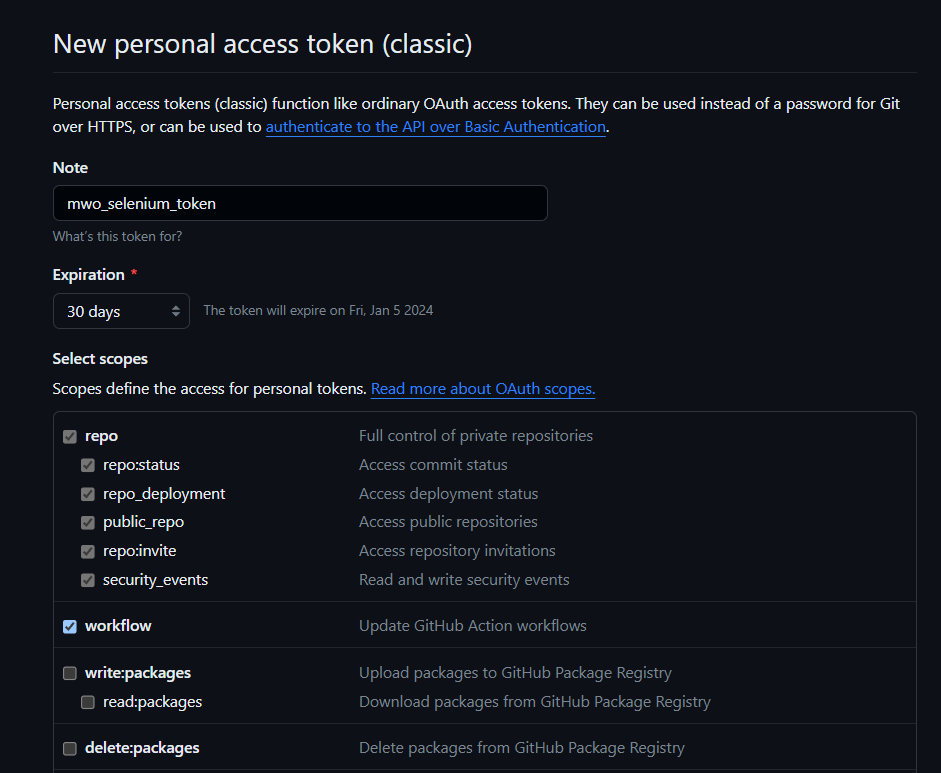 New personal access token (classic)
Personal access tokens (classic) function like ordinary OAuth access tokens. They can be used instead of a password for Git
over HTTPS, or can be used to authenticate to the API over Basic Authentication.
Note
mwo_selenium_token
What's this token for?
Expiration *
30 days The token will expire on Fri, Jan 5 2024
Select scopes
Scopes define the access for personal tokens. Read more about OAuth scopes.
repo Full control of private repositories
repo:status Access commit status
repo_deployment Access deployment status
public_repo Access public repositories
repo:invite Access repository invitations
security_events Read and write security events
workflow Update GitHub Action workflows
write:packages Upload packages to GitHub Package Registry
read:packages Download packages from GitHub Package Registry
delete:packages Delete packages from GitHub Package Registry